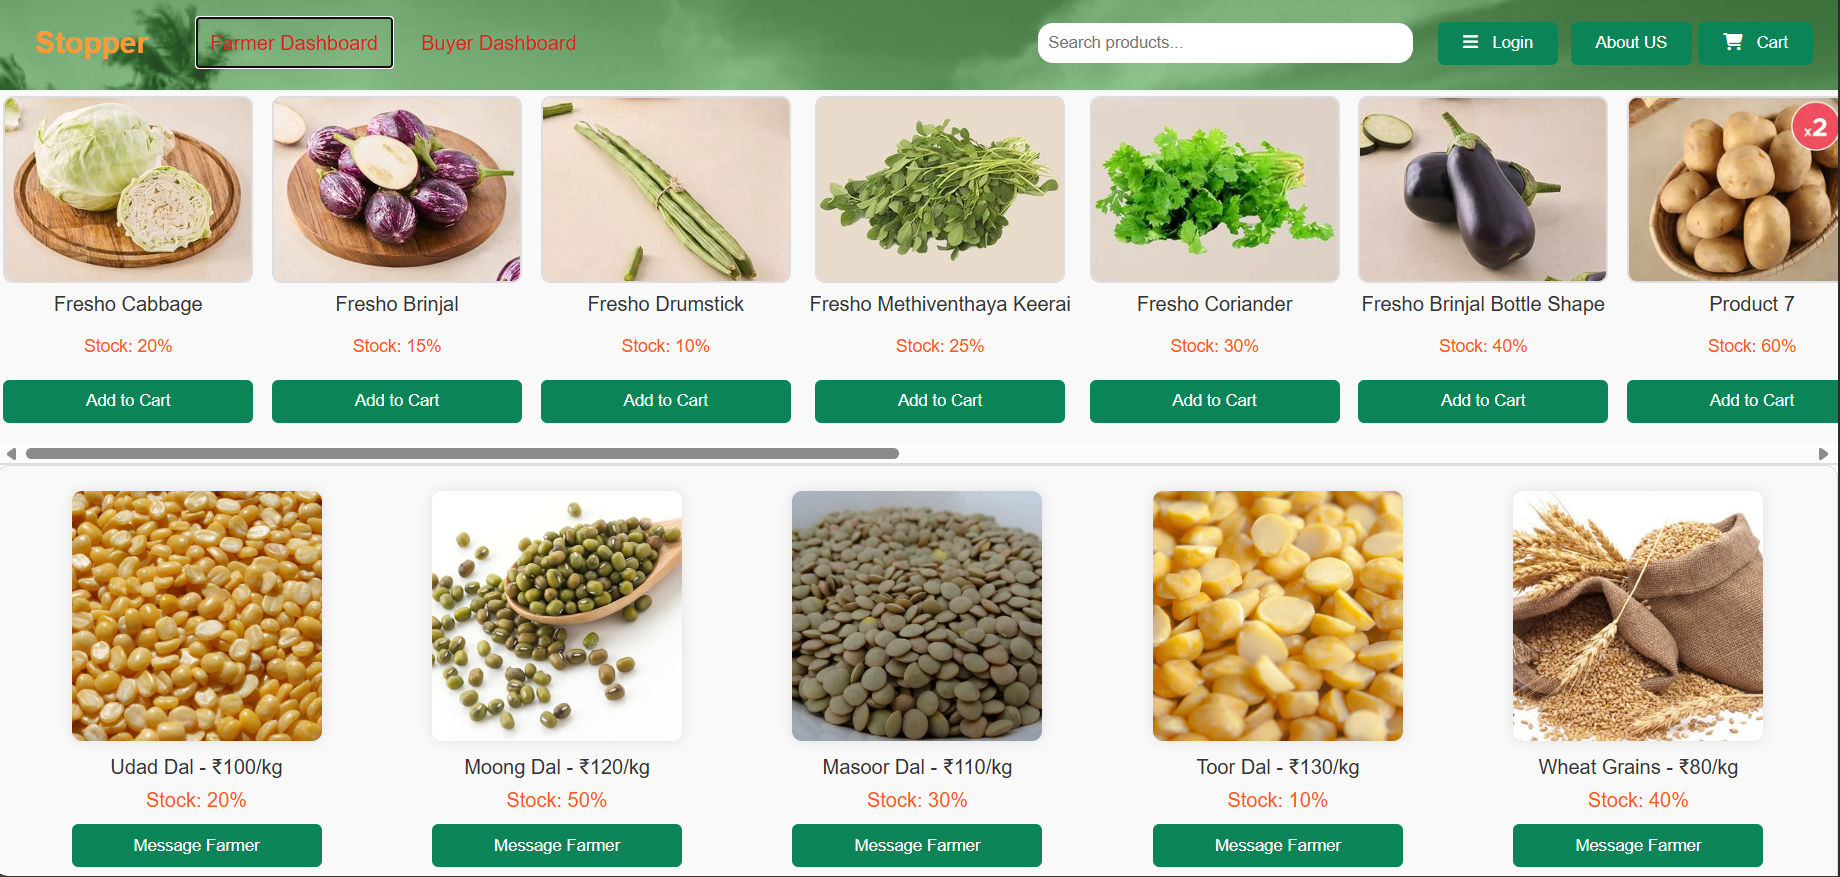 Stopper
Farmer Dashboard
Buyer Dashboard
Search products...
Login
About US
Cart
x2
Fresho Cabbage
Fresho Brinjal
Fresho Drumstick
Fresho Methiventhaya Keerai
Fresho Coriander
Fresho Brinjal Bottle Shape
Product 7
Stock: 20%
Stock: 15%
Stock: 10%
Stock: 25%
Stock: 30%
Stock: 40%
Stock: 60%
Add to Cart
Add to Cart
Add to Cart
Add to Cart
Add to Cart
Add to Cart
Add to Cart
Udad Dal - ₹100/kg
Moong Dal - ₹120/kg
Masoor Dal - ₹110/kg
Toor Dal - ₹130/kg
Wheat Grains - ₹80/kg
Stock: 20%
Stock: 50%
Stock: 30%
Stock: 10%
Stock: 40%
Message Farmer
Message Farmer
Message Farmer
Message Farmer
Message Farmer